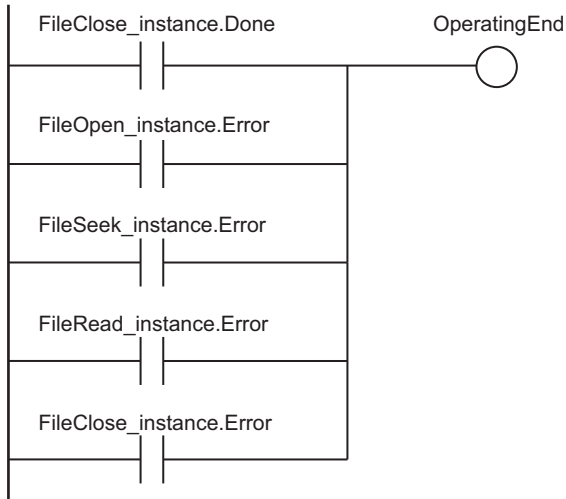 FileClose_instance.Done
OperatingEnd
FileOpen_instance.Error
FileSeek_instance.Error
FileRead_instance.Error
FileClose_instance.Error